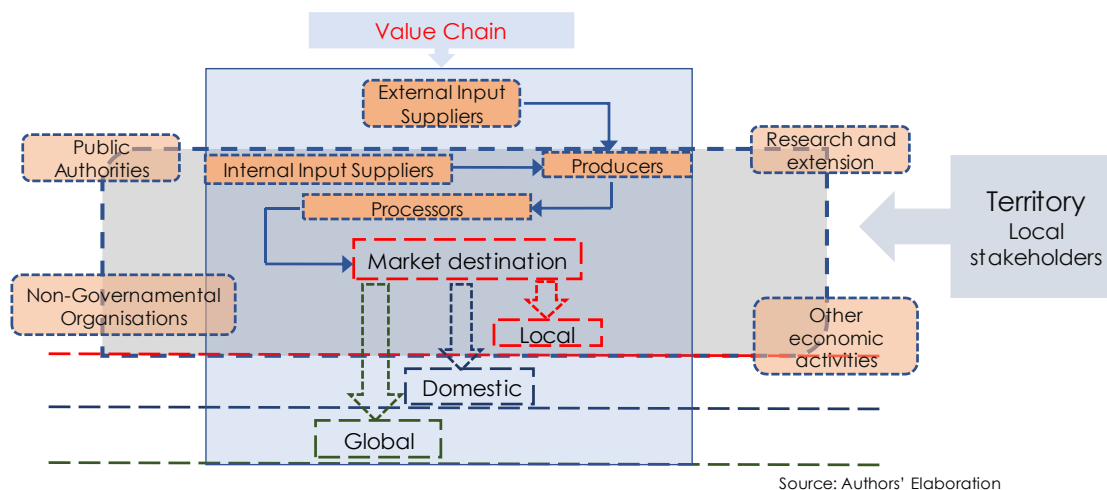 Value Chain
External Input
Suppliers
Public
Authorities
Research and
extension
Internal Input Suppliers
Producers
Processors
Territory
Local
stakeholders
Market destination
Non-Governamental
Organisations
Local
Other
economic
activities
Domestic
Global
Source: Authors' Elaboration